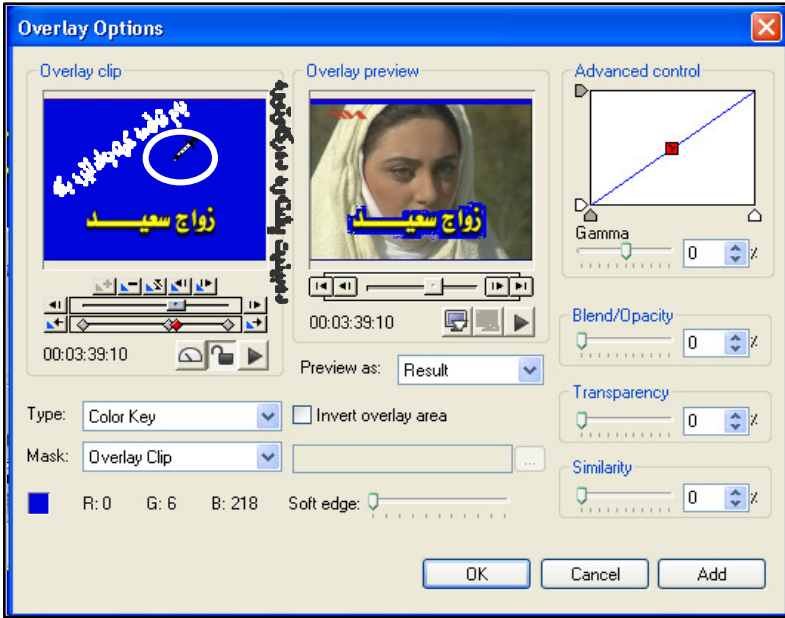 Overlay Options
Overlay clip
Overlay preview
Advanced control
زواج سعيـــــد
زواج سعيـــــد
Gamma
0 %
00:03:39:10
00:03:39:10
Blend/Opacity
0 %
Preview as: Result
Transparency
0 %
Type: Color Key
Invert overlay area
Mask: Overlay Clip
...
Similarity
0 %
R: 0 G: 6 B: 218
Soft edge:
OK
Cancel
Add